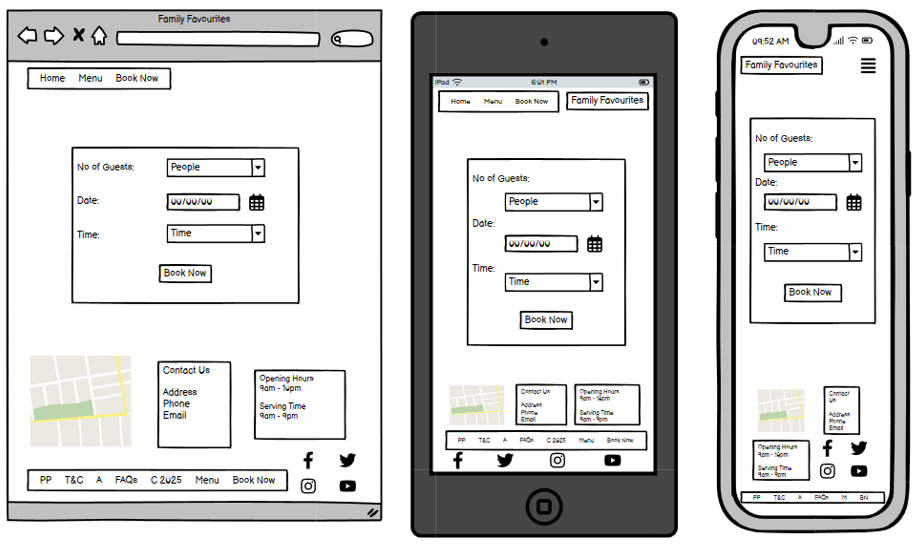 Family Favourites
Home Menu Book Now
No of Guests:
People
Date:
00/00/00
Time:
Time
Book Now
Contact Us
Address
Phone
Email
Opening Hours
9am - 10pm
Serving Time
9am - 9pm
PP T&C A FAQs C 2025 Menu Book Now
iPod 6:01 PM
Home Menu Book Now
Family Favourites
No of Guests:
People
Date:
00/00/00
Time:
Time
Book Now
Contact Us
Address
Phone
Email
Opening Hours
9am - 10pm
Serving Time
9am - 9pm
PP T&C A FAQs C 2025 Menu Book Now
09:52 AM
Family Favourites
No of Guests:
People
Date:
00/00/00
Time:
Time
Book Now
Contact
Us
Address
Phone
Email
Opening Hours
9am - 10pm
Serving Time
9am - 9pm
PP T&C A FAQs M BN